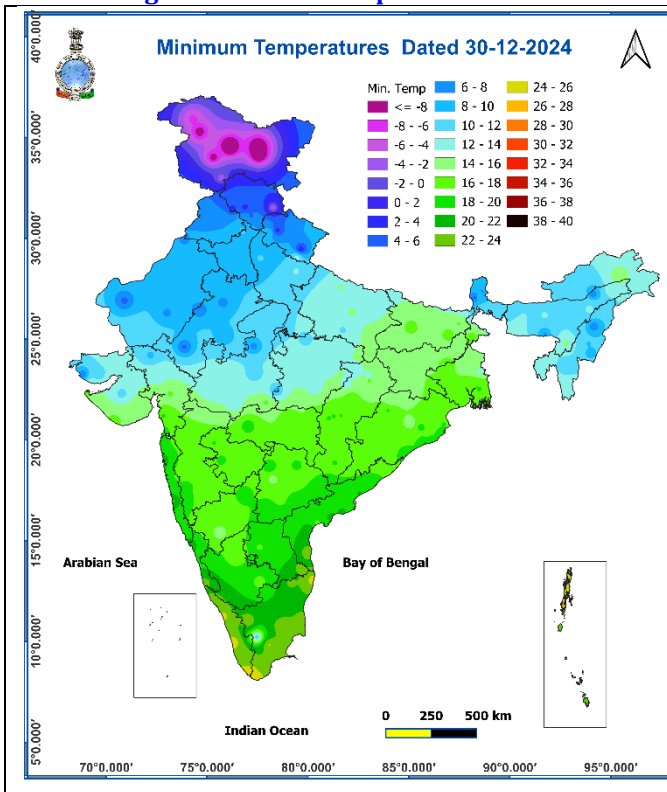 Minimum Temperatures Dated 30-12-2024
Min. Temp
<= -8
-8 - -6
-6 - -4
-4 - -2
-2 - 0
0 - 2
2 - 4
4 - 6
6 - 8
8 - 10
10 - 12
12 - 14
14 - 16
16 - 18
18 - 20
20 - 22
22 - 24
24 - 26
26 - 28
28 - 30
30 - 32
32 - 34
34 - 36
36 - 38
38 - 40
40°0.000'
35°0.000'
30°0.000'
25°0.000'
20°0.000'
15°0.000'
10°0.000'
5°0.000'
Arabian Sea
Bay of Bengal
Indian Ocean
0 250 500 km
70°0.000' 75°0.000' 80°0.000' 85°0.000' 90°0.000' 95°0.000'